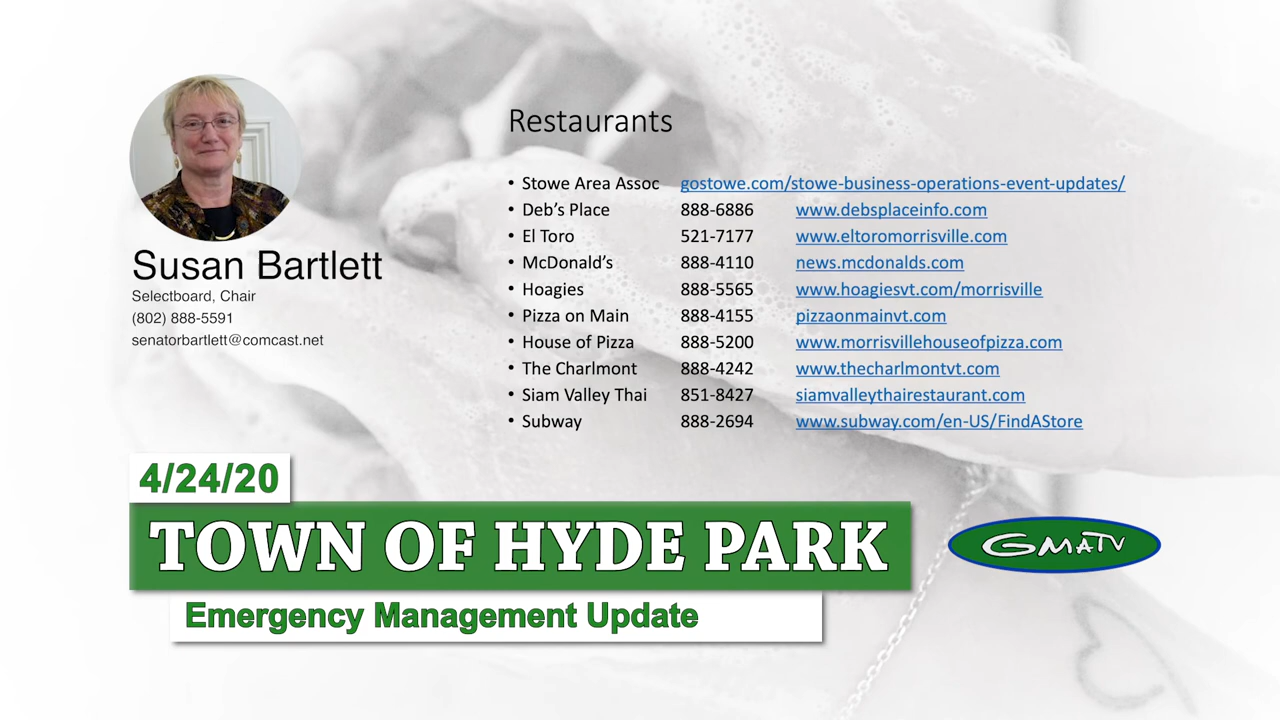 Susan Bartlett
Selectboard, Chair
(802) 888-5591
senatorbartlett@comcast.net
Restaurants
• Stowe Area Assoc gostowe.com/stowe-business-operations-event-updates/
• Deb's Place 888-6886 www.debsplaceinfo.com
• El Toro 521-7177 www.eltoromorrisville.com
• McDonald's 888-4110 news.mcdonalds.com
• Hoagies 888-5565 www.hoagiesvt.com/morrisville
• Pizza on Main 888-4155 pizzaonmainvt.com
• House of Pizza 888-5200 www.morrisvillehouseofpizza.com
• The Charlmont 888-4242 www.thecharlmontvt.com
• Siam Valley Thai 851-8427 siamvalleythairestaurant.com
• Subway 888-2694 www.subway.com/en-US/FindAStore
4/24/20
TOWN OF HYDE PARK
GMATV
Emergency Management Update